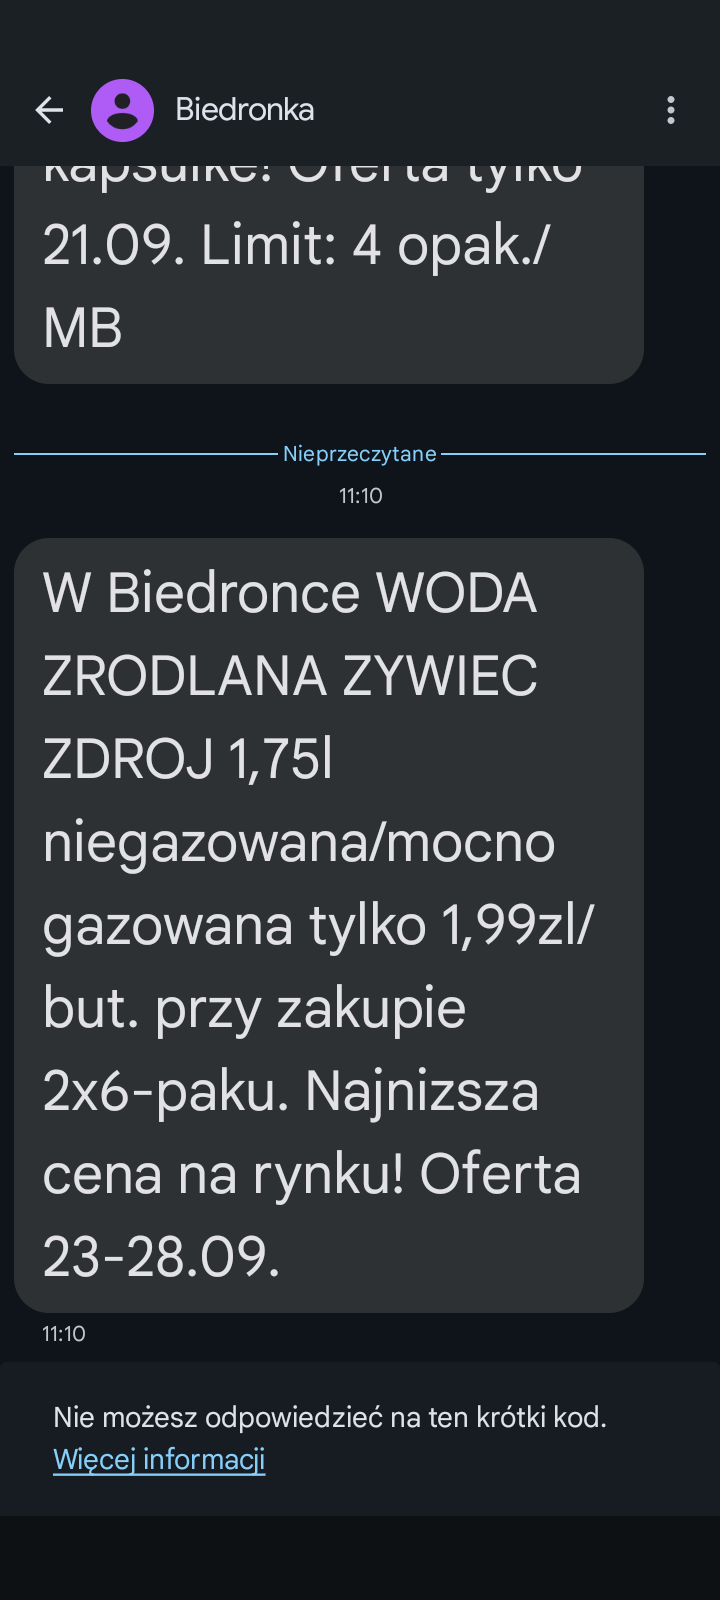 Biedronka
kapsułkę! Oferta tylko
21.09. Limit: 4 opak./
MB
Nieprzeczytane
11:10
W Biedronce WODA
ZRODLANA ZYWIEC
ZDROJ 1,75l
niegazowana/mocno
gazowana tylko 1,99zl/
but. przy zakupie
2x6-paku. Najnizsza
cena na rynku! Oferta
23-28.09.
11:10
Nie możesz odpowiedzieć na ten krótki kod.
Więcej informacji